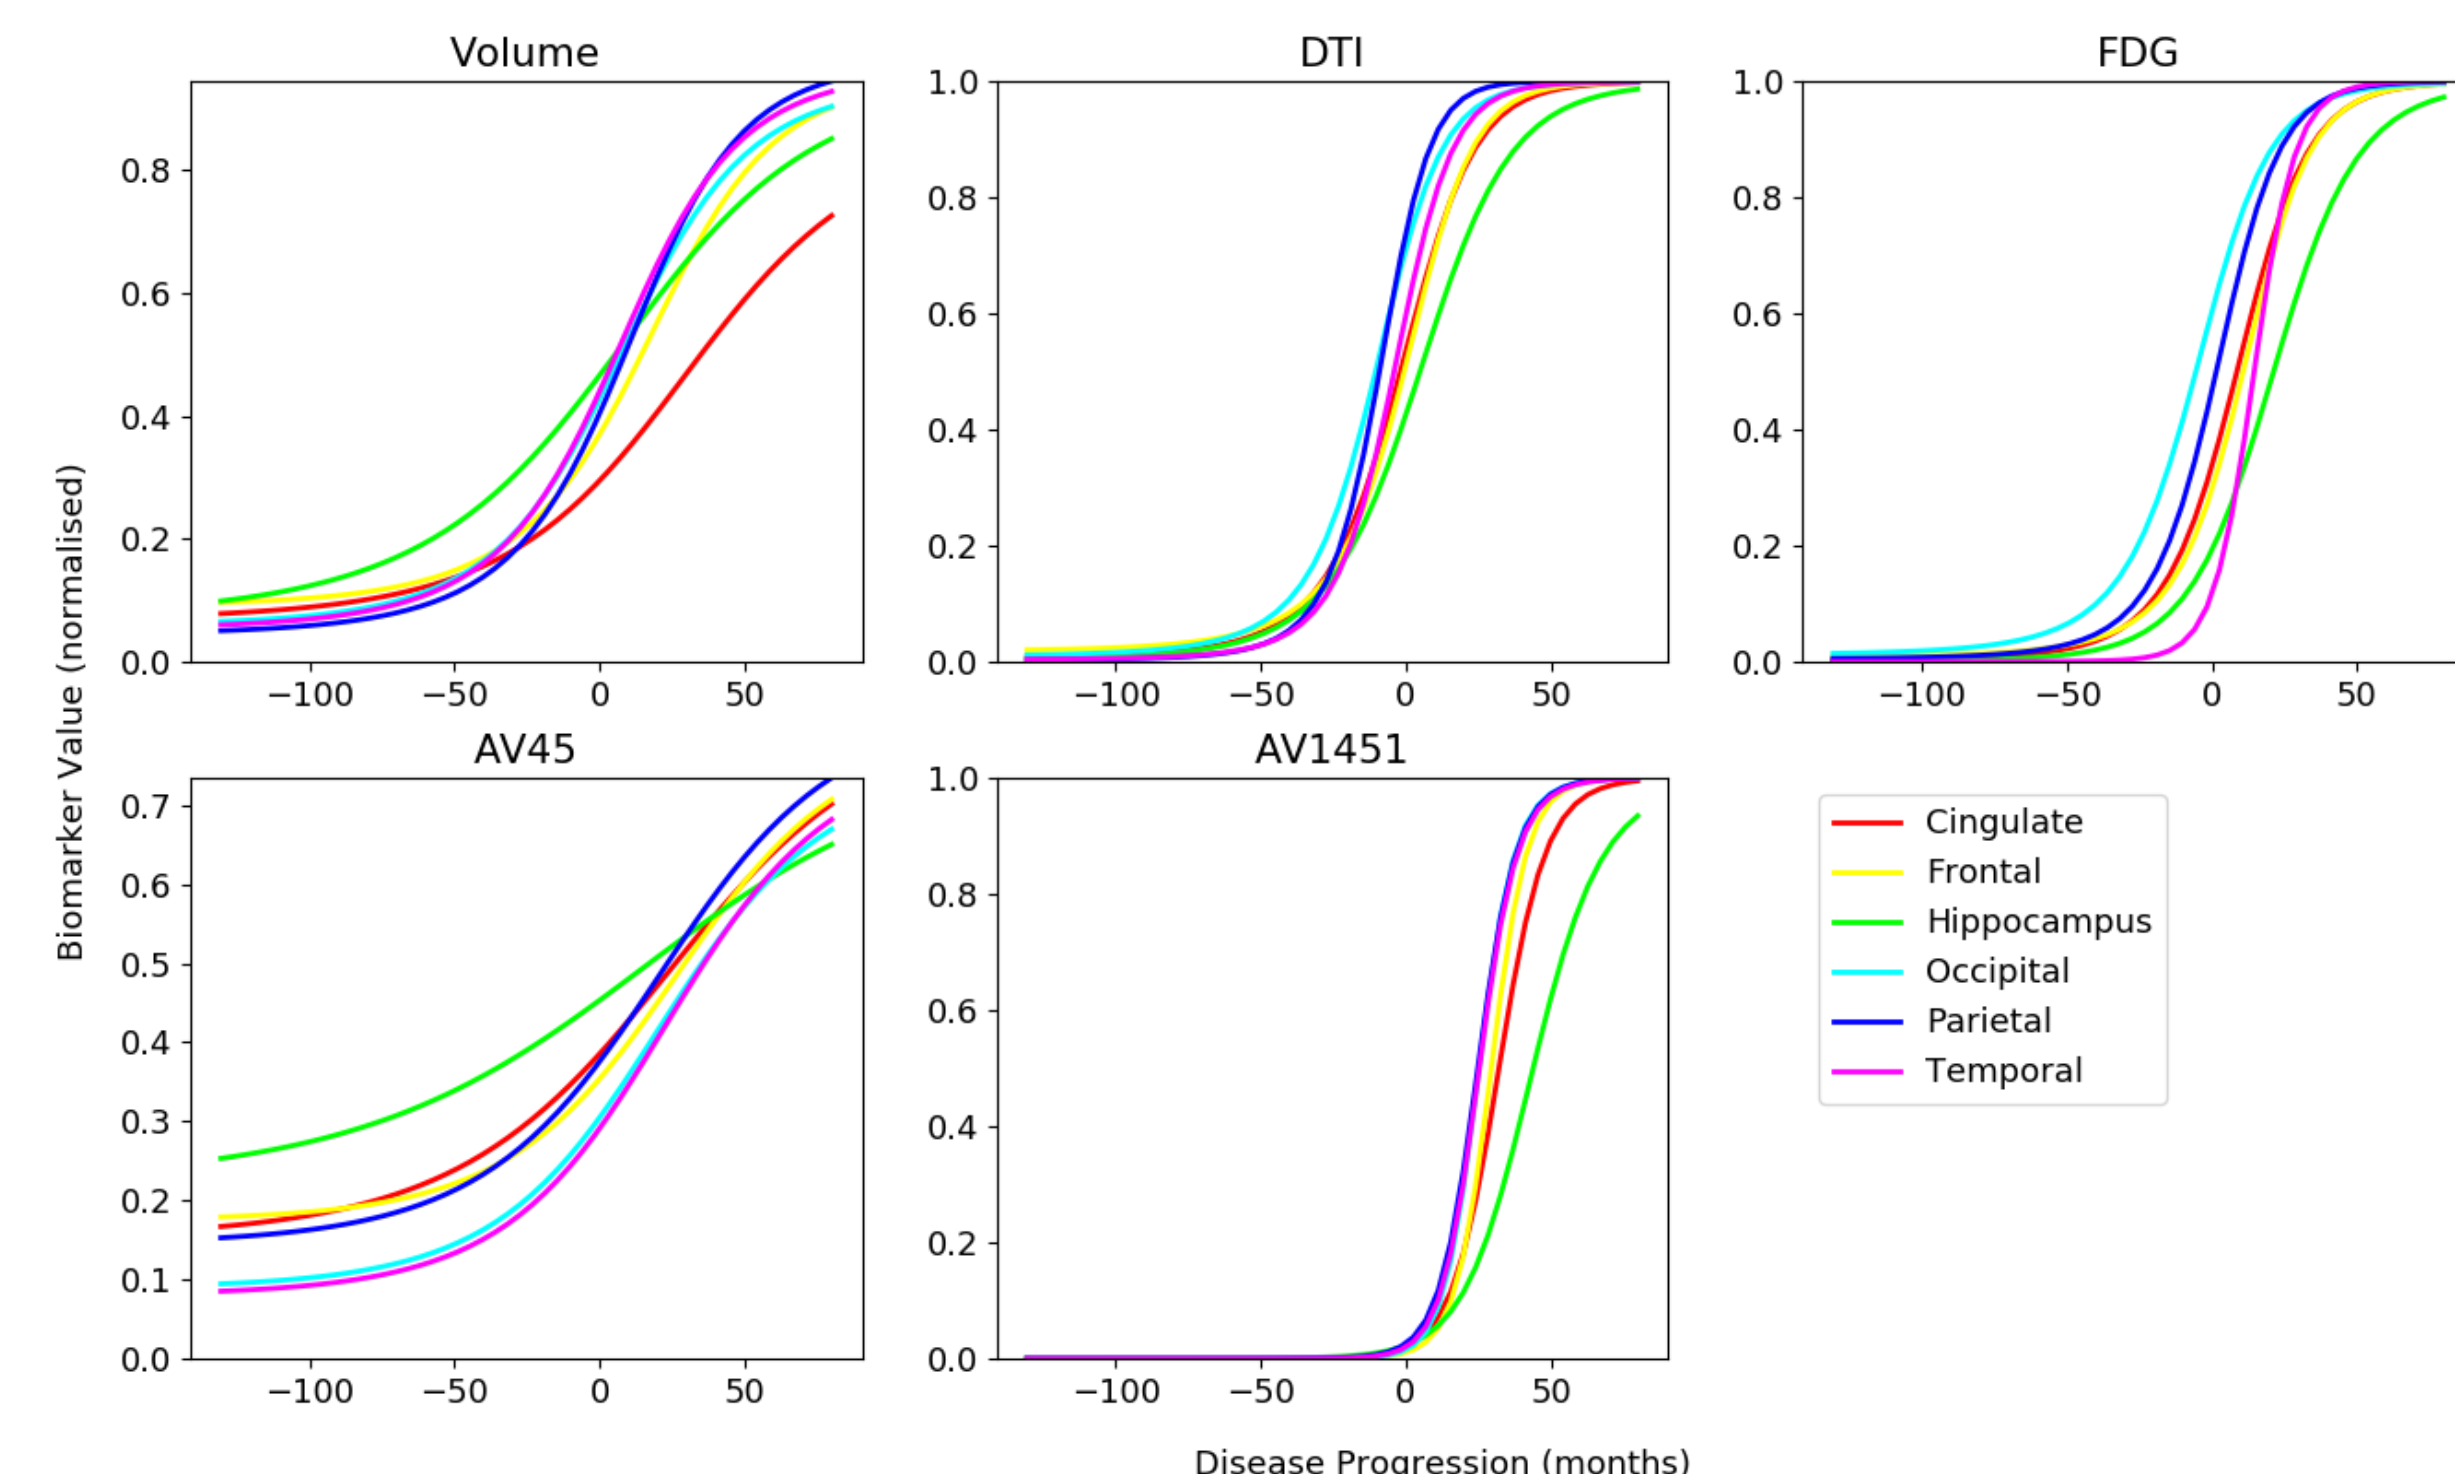 Volume
DTI
FDG
0.8
0.6
0.4
0.2
0.0
−100 −50 0 50
1.0
0.8
0.6
0.4
0.2
0.0
−100 −50 0 50
1.0
0.8
0.6
0.4
0.2
0.0
−100 −50 0 50
Biomarker Value (normalised)
AV45
AV1451
0.7
0.6
0.5
0.4
0.3
0.2
0.1
0.0
−100 −50 0 50
1.0
0.8
0.6
0.4
0.2
0.0
−100 −50 0 50
Cingulate
Frontal
Hippocampus
Occipital
Parietal
Temporal
Disease Progression (months)